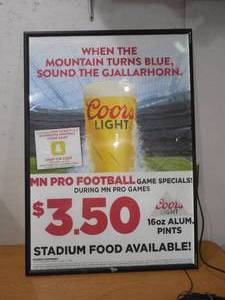 WHEN THE
MOUNTAIN TURNS BLUE,
SOUND THE GJALLARHORN.
Coors
LIGHT
MN PRO FOOTBALL GAME SPECIALS!
DURING MN PRO GAMES
$3.50
Coors
LIGHT
16oz ALUM.
PINTS
STADIUM FOOD AVAILABLE!